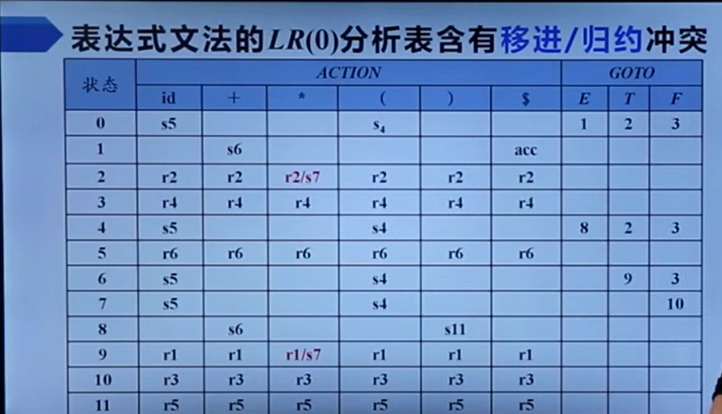 表达式文法的LR(0)分析表含有移进/归约冲突
状态 ACTION GOTO
id + * ( ) $ E T F
0 s5 s4 1 2 3
1 s6 acc
2 r2 r2 r2/s7 r2 r2 r2
3 r4 r4 r4 r4 r4 r4
4 s5 s4 8 2 3
5 r6 r6 r6 r6 r6 r6
6 s5 s4 9 3
7 s5 s4 10
8 s6 s11
9 r1 r1 r1/s7 r1 r1 r1
10 r3 r3 r3 r3 r3 r3
11 r5 r5 r5 r5 r5 r5